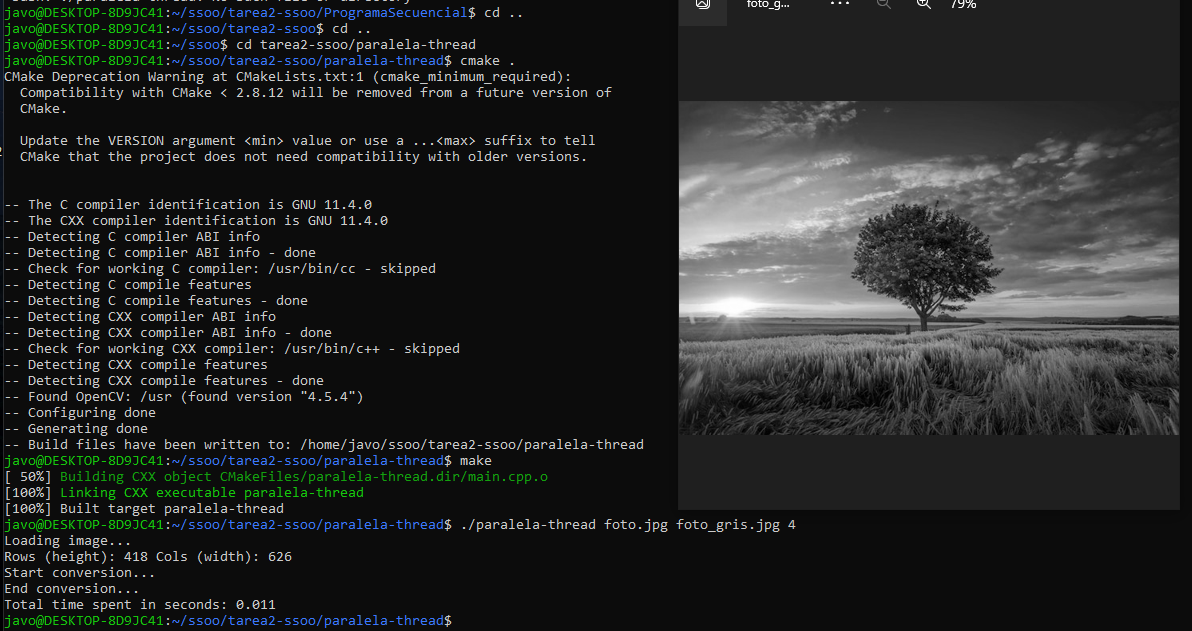 javo@DESKTOP-8D9JC41:~/ssoo/tarea2-ssoo/ProgramaSecuencial$ cd ..
javo@DESKTOP-8D9JC41:~/ssoo/tarea2-ssoo$ cd ..
javo@DESKTOP-8D9JC41:~/ssoo$ cd tarea2-ssoo/paralela-thread
javo@DESKTOP-8D9JC41:~/ssoo/tarea2-ssoo/paralela-thread$ cmake .
CMake Deprecation Warning at CMakeLists.txt:1 (cmake_minimum_required):
  Compatibility with CMake < 2.8.12 will be removed from a future version of
  CMake.

  Update the VERSION argument <min> value or use a ...<max> suffix to tell
  CMake that the project does not need compatibility with older versions.

-- The C compiler identification is GNU 11.4.0
-- The CXX compiler identification is GNU 11.4.0
-- Detecting C compiler ABI info
-- Detecting C compiler ABI info - done
-- Check for working C compiler: /usr/bin/cc - skipped
-- Detecting C compile features
-- Detecting C compile features - done
-- Detecting CXX compiler ABI info
-- Detecting CXX compiler ABI info - done
-- Check for working CXX compiler: /usr/bin/c++ - skipped
-- Detecting CXX compile features
-- Detecting CXX compile features - done
-- Found OpenCV: /usr (found version "4.5.4")
-- Configuring done
-- Generating done
-- Build files have been written to: /home/javo/ssoo/tarea2-ssoo/paralela-thread
javo@DESKTOP-8D9JC41:~/ssoo/tarea2-ssoo/paralela-thread$ make
[ 50%] Building CXX object CMakeFiles/paralela-thread.dir/main.cpp.o
[100%] Linking CXX executable paralela-thread
[100%] Built target paralela-thread
javo@DESKTOP-8D9JC41:~/ssoo/tarea2-ssoo/paralela-thread$ ./paralela-thread foto.jpg foto_gris.jpg 4
Loading image...
Rows (height): 418 Cols (width): 626
Start conversion...
End conversion...
Total time spent in seconds: 0.011
javo@DESKTOP-8D9JC41:~/ssoo/tarea2-ssoo/paralela-thread$
foto_g...
79%